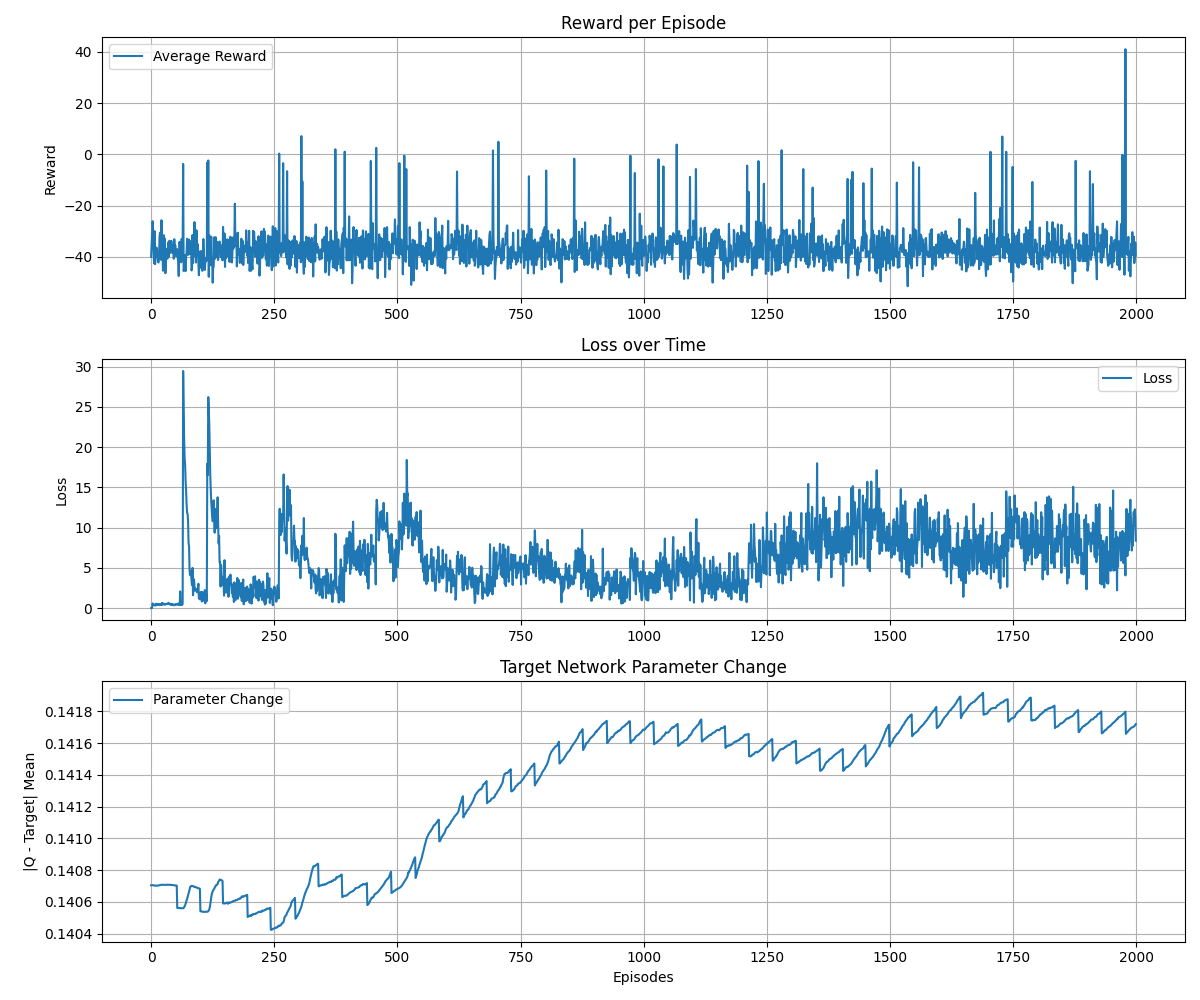 Reward per Episode
Average Reward
Reward
40
20
0
−20
−40
0 250 500 750 1000 1250 1500 1750 2000
Loss over Time
Loss
Loss
30
25
20
15
10
5
0
0 250 500 750 1000 1250 1500 1750 2000
Target Network Parameter Change
Parameter Change
|Q - Target| Mean
0.1418
0.1416
0.1414
0.1412
0.1410
0.1408
0.1406
0.1404
0 250 500 750 1000 1250 1500 1750 2000
Episodes